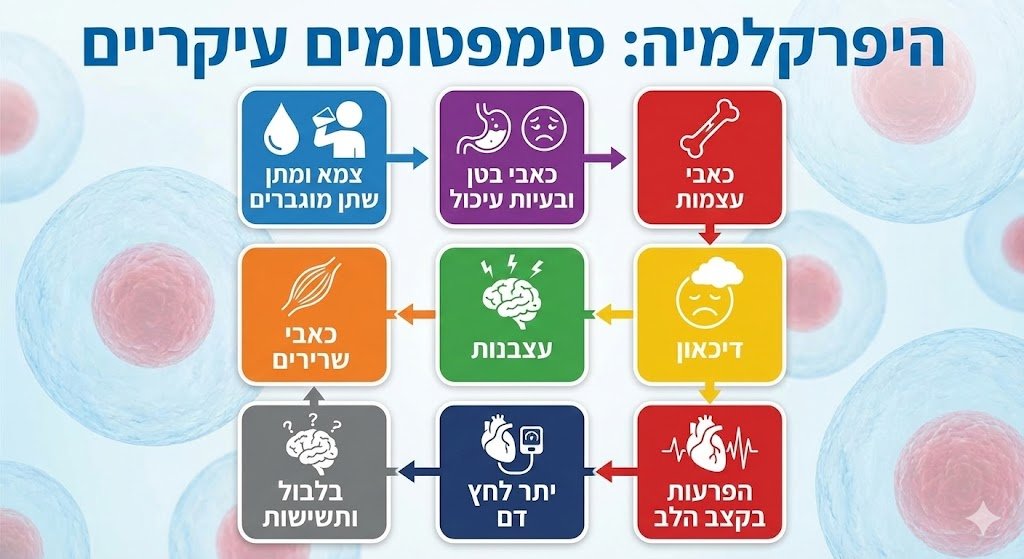 היפרקלמיה: סימפטומים עיקריים
צמא ומתן
שתן מוגברים
כאבי בטן
ובעיות עיכול
כאבי
עצמות
דיכאון
עצבנות
כאבי
שרירים
הפרעות
בקצב הלב
יתר לחץ
דם
בלבול
ותשישות